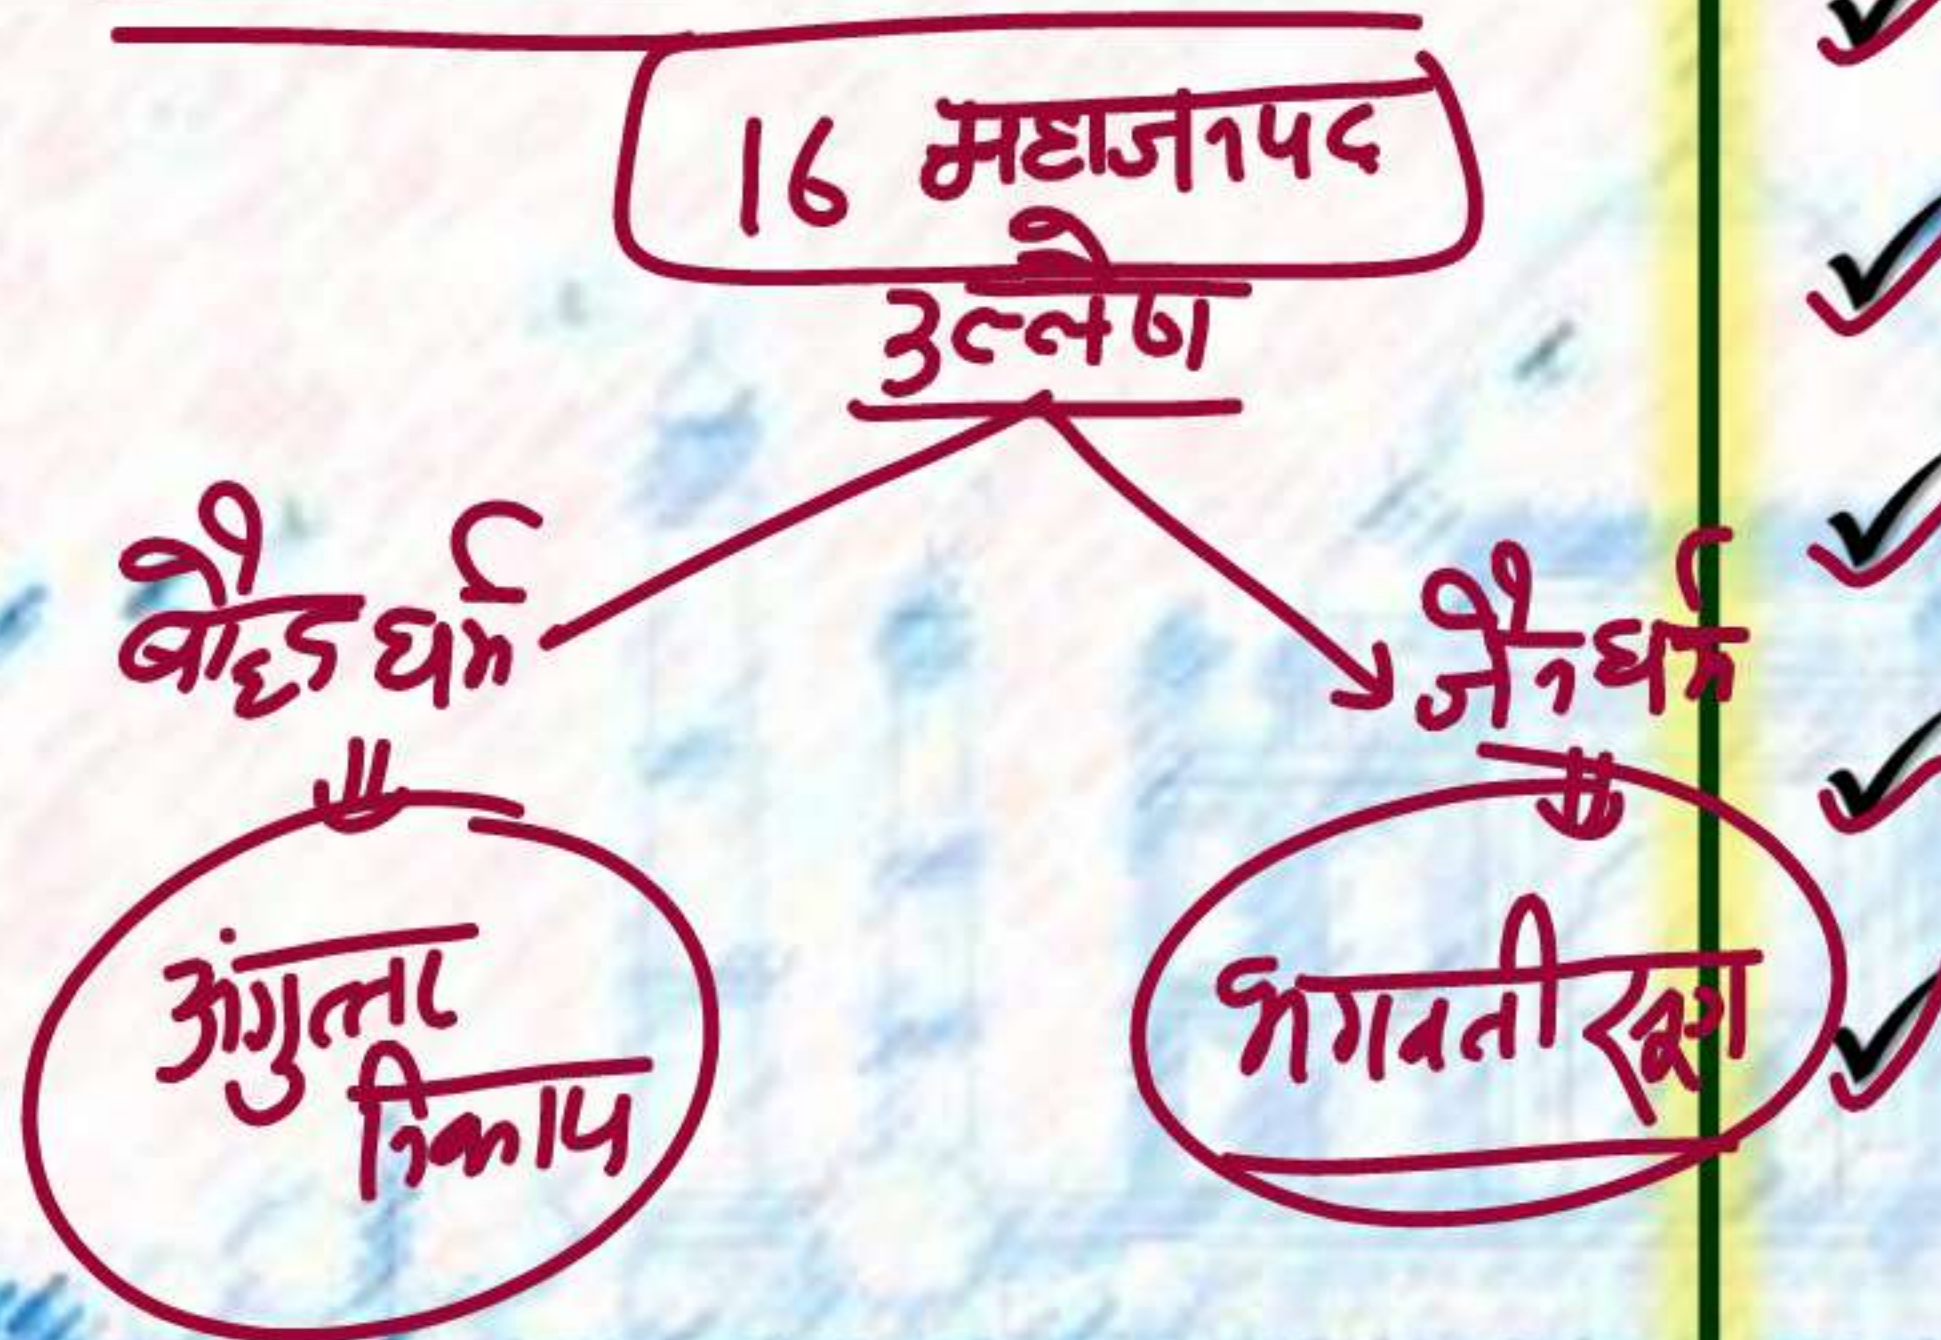 16 महाजनपद
उल्लेख
बौद्ध धर्म
जैन धर्म
अंगुत्तर
निकाय
भगवती सूत्र